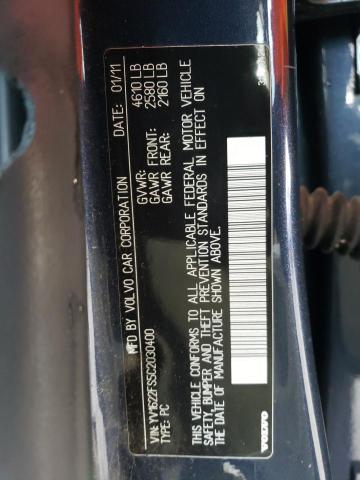 MFD BY VOLVO CAR CORPORATION DATE: 01/11
GVWR: 4610 LB
GAWR FRONT: 2580 LB
GAWR REAR: 2160 LB
VIN: YV1622FS5C2030400
TYPE: PC
THIS VEHICLE CONFORMS TO ALL APPLICABLE FEDERAL MOTOR VEHICLE
SAFETY, BUMPER AND THEFT PREVENTION STANDARDS IN EFFECT ON
THE DATE OF MANUFACTURE SHOWN ABOVE
VOLVO